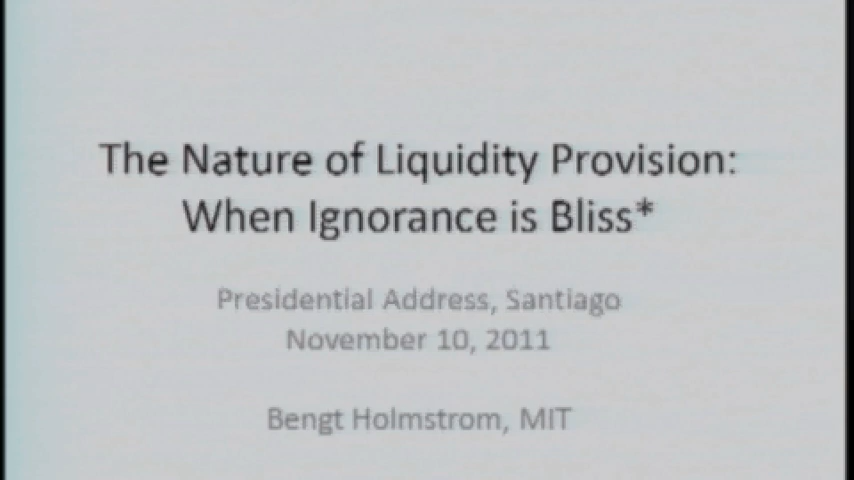 The Nature of Liquidity Provision:
When Ignorance is Bliss*
Presidential Address, Santiago
November 10, 2011
Bengt Holmstrom, MIT